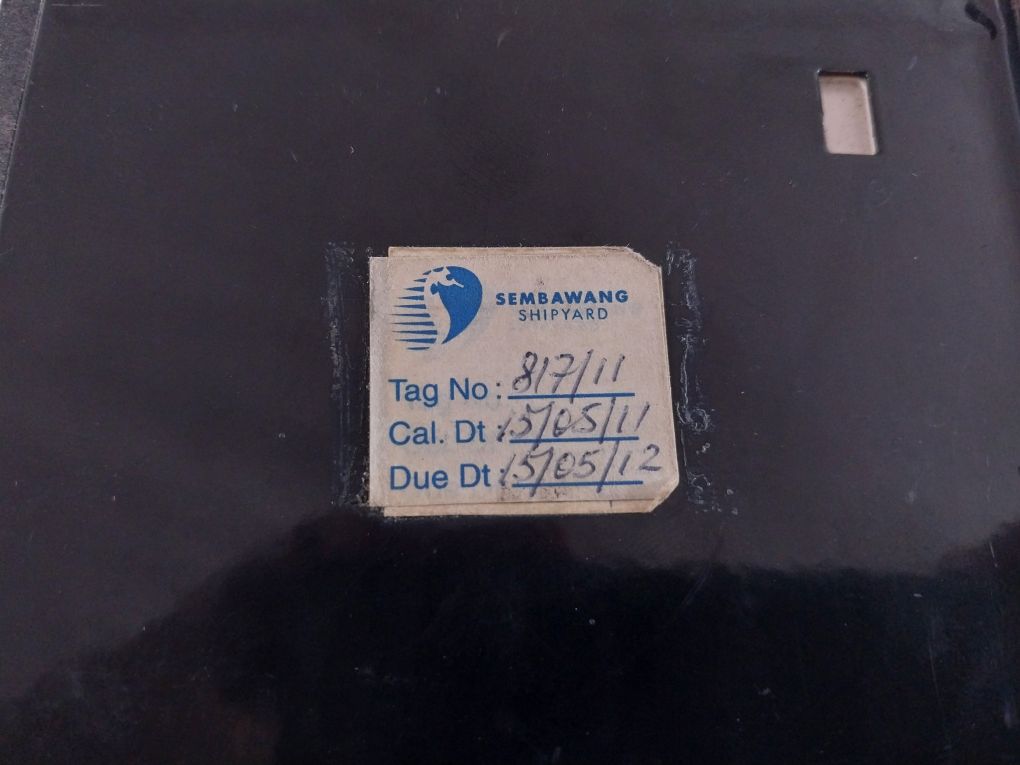 SEMBAWANG
SHIPYARD
Tag No : 817/11
Cal. Dt : 15/05/11
Due Dt : 15/05/12